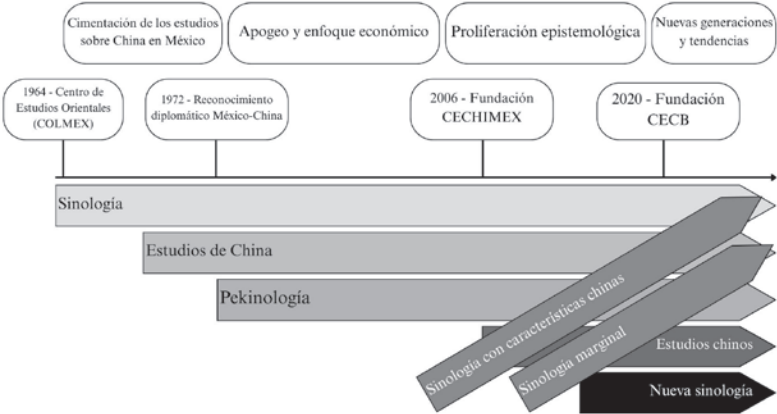 Cimentación de los estudios
sobre China en México
Apogeo y enfoque económico
Proliferación epistemológica
Nuevas generaciones
y tendencias
1964 - Centro de
Estudios Orientales
(COLMEX)
1972 - Reconocimiento
diplomático México-China
2006 - Fundación
CECHIMEX
2020 - Fundación
CECB
Sinología
Estudios de China
Pekinología
Sinología con características chinas
Sinología marginal
Estudios chinos
Nueva sinología